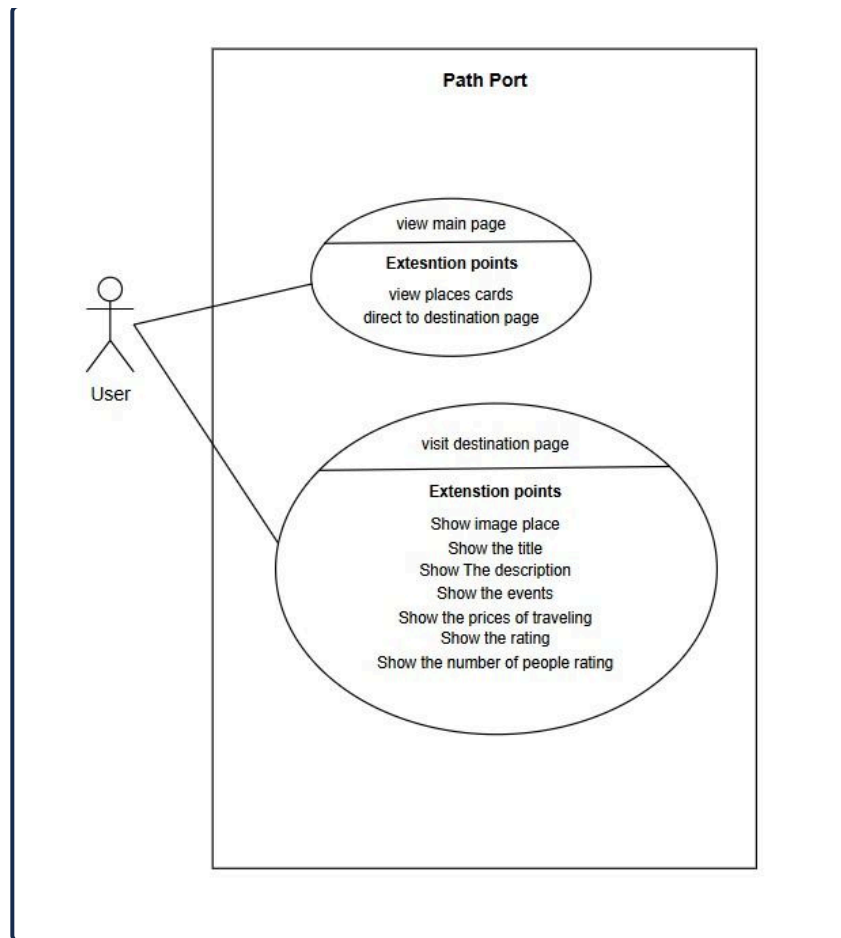 Path Port
view main page
Extesntion points
view places cards
direct to destination page
User
visit destination page
Extenstion points
Show image place
Show the title
Show The description
Show the events
Show the prices of traveling
Show the rating
Show the number of people rating